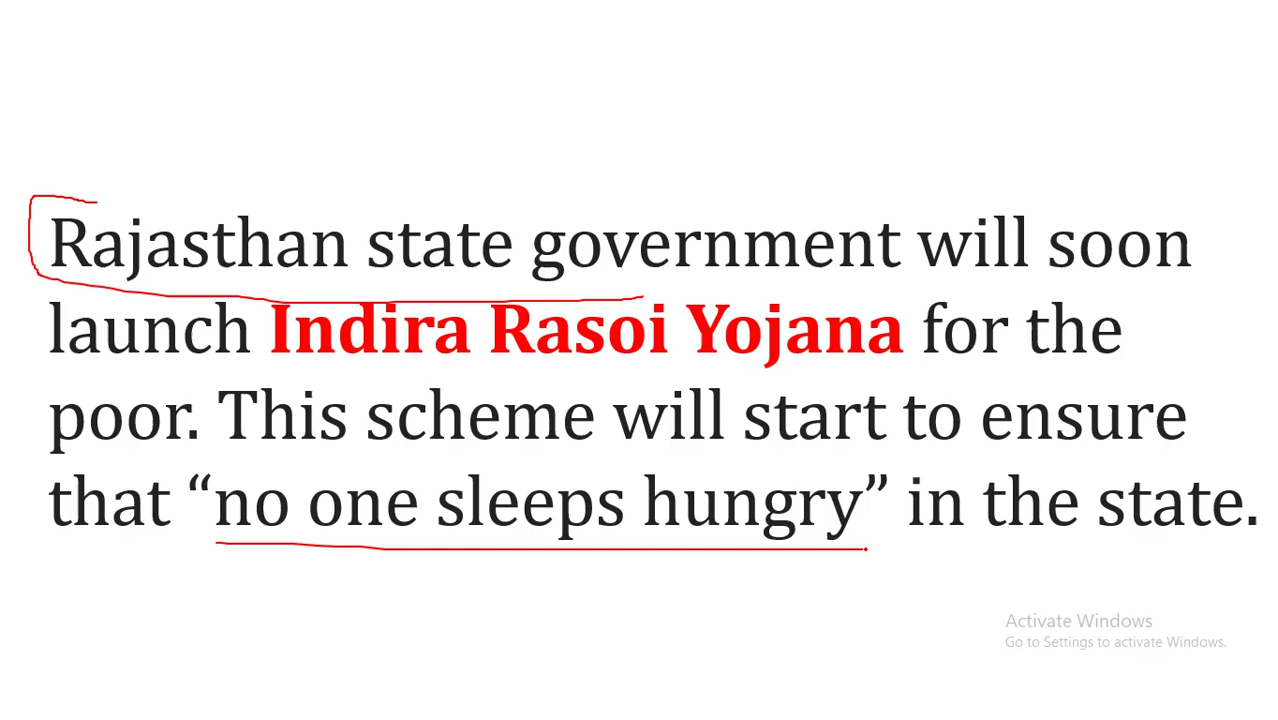 Rajasthan state government will soon
launch Indira Rasoi Yojana for the
poor. This scheme will start to ensure
that “no one sleeps hungry” in the state.
Activate Windows
Go to Settings to activate Windows.